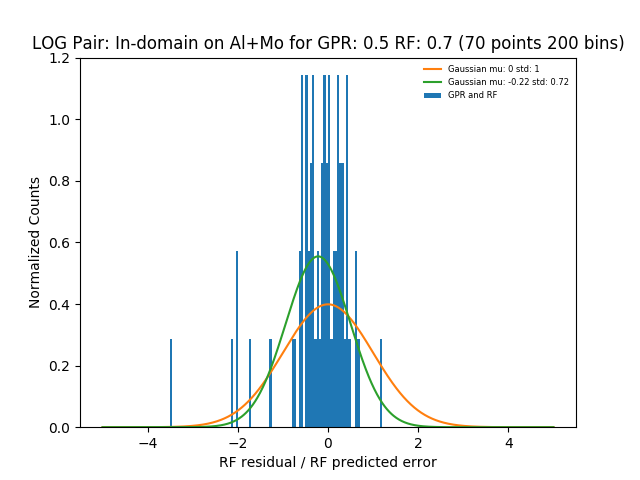 LOG Pair: In-domain on Al+Mo for GPR: 0.5 RF: 0.7 (70 points 200 bins)
Gaussian mu: 0 std: 1
Gaussian mu: -0.22 std: 0.72
GPR and RF
Normalized Counts
1.2
1.0
0.8
0.6
0.4
0.2
0.0
−4
−2
0
2
4
RF residual / RF predicted error